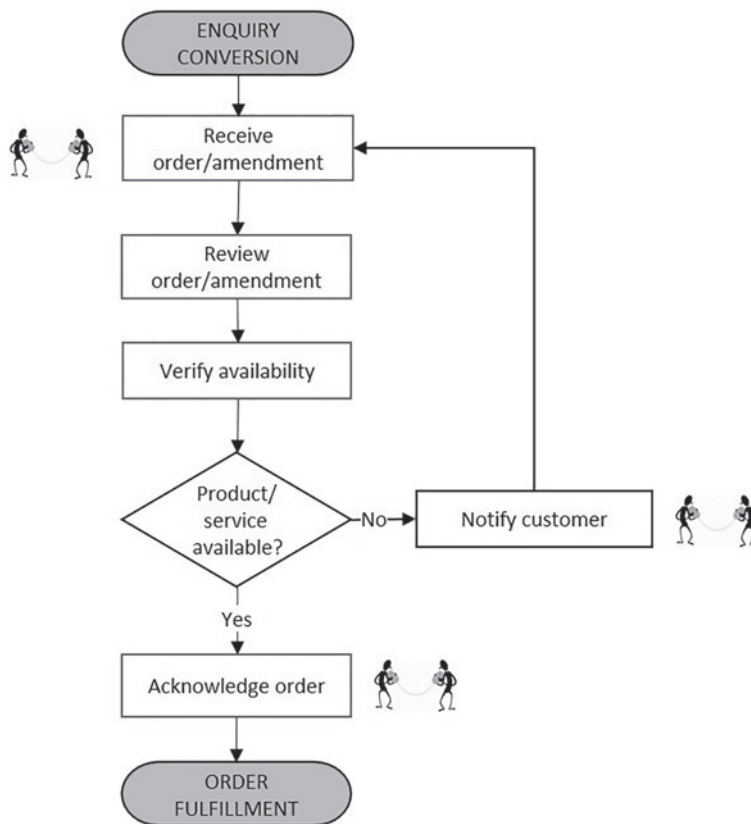 ENQUIRY
CONVERSION
Receive
order/amendment
Review
order/amendment
Verify availability
Product/
service
available?
No
Notify customer
Yes
Acknowledge order
ORDER
FULFILLMENT